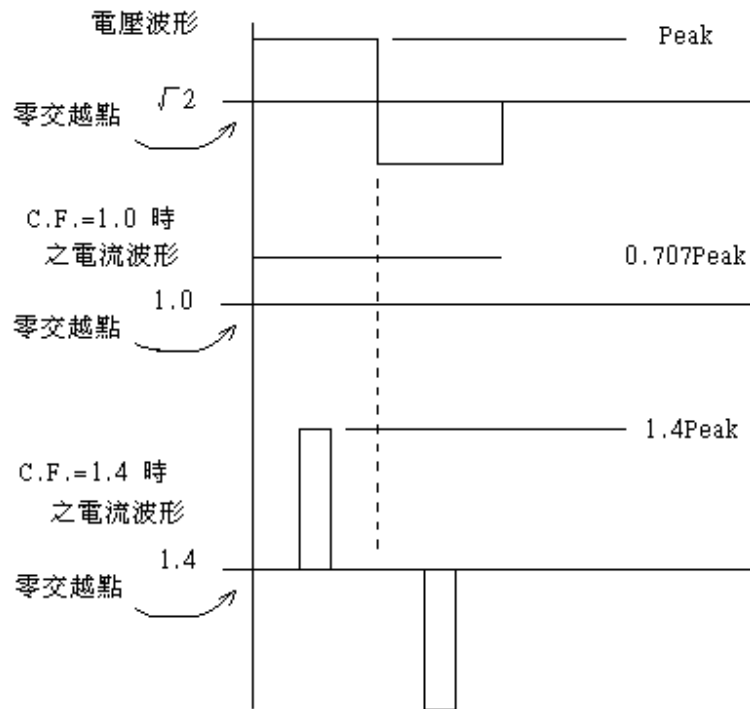 電壓波形
Peak
√2
零交越點
C.F.=1.0 時
之電流波形
0.707Peak
1.0
零交越點
1.4Peak
C.F.=1.4 時
之電流波形
1.4
零交越點